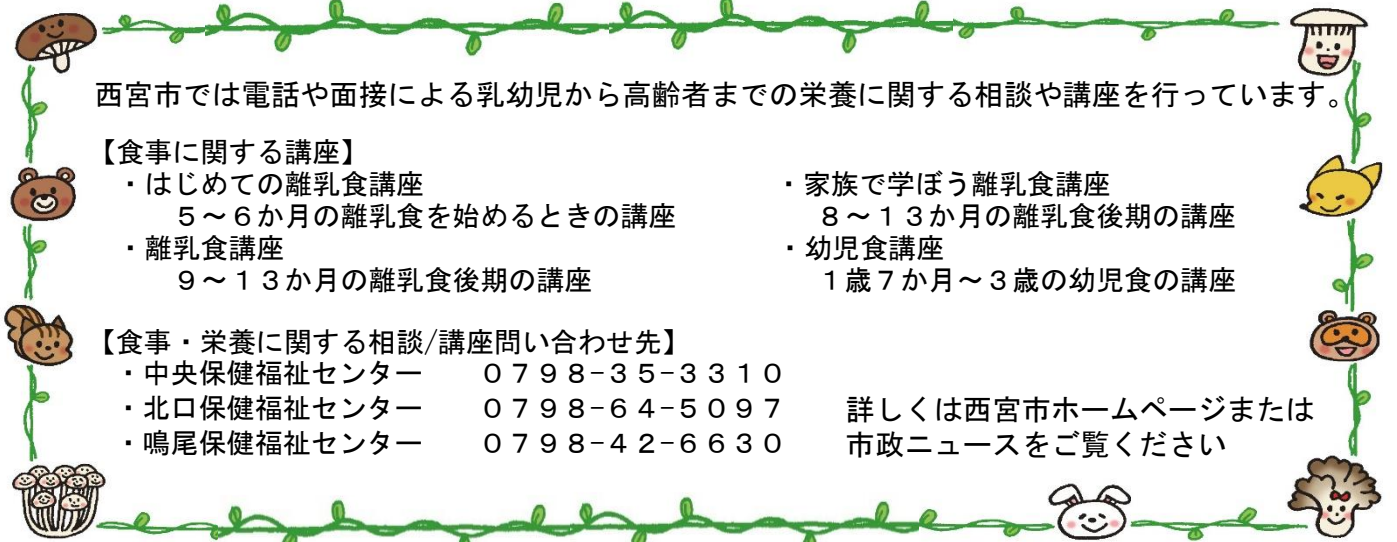 西宮市では電話や面接による乳幼児から高齢者までの栄養に関する相談や講座を行っています。
【食事に関する講座】
・はじめての離乳食講座
５～６か月の離乳食を始めるときの講座
・離乳食講座
９～１３か月の離乳食後期の講座
・家族で学ぼう離乳食講座
８～１３か月の離乳食後期の講座
・幼児食講座
１歳７か月～３歳の幼児食の講座
【食事・栄養に関する相談/講座問い合わせ先】
・中央保健福祉センター　　０７９８-３５-３３１０
・北口保健福祉センター　　０７９８-６４-５０９７
・鳴尾保健福祉センター　　０７９８-４２-６６３０
詳しくは西宮市ホームページまたは
市政ニュースをご覧ください